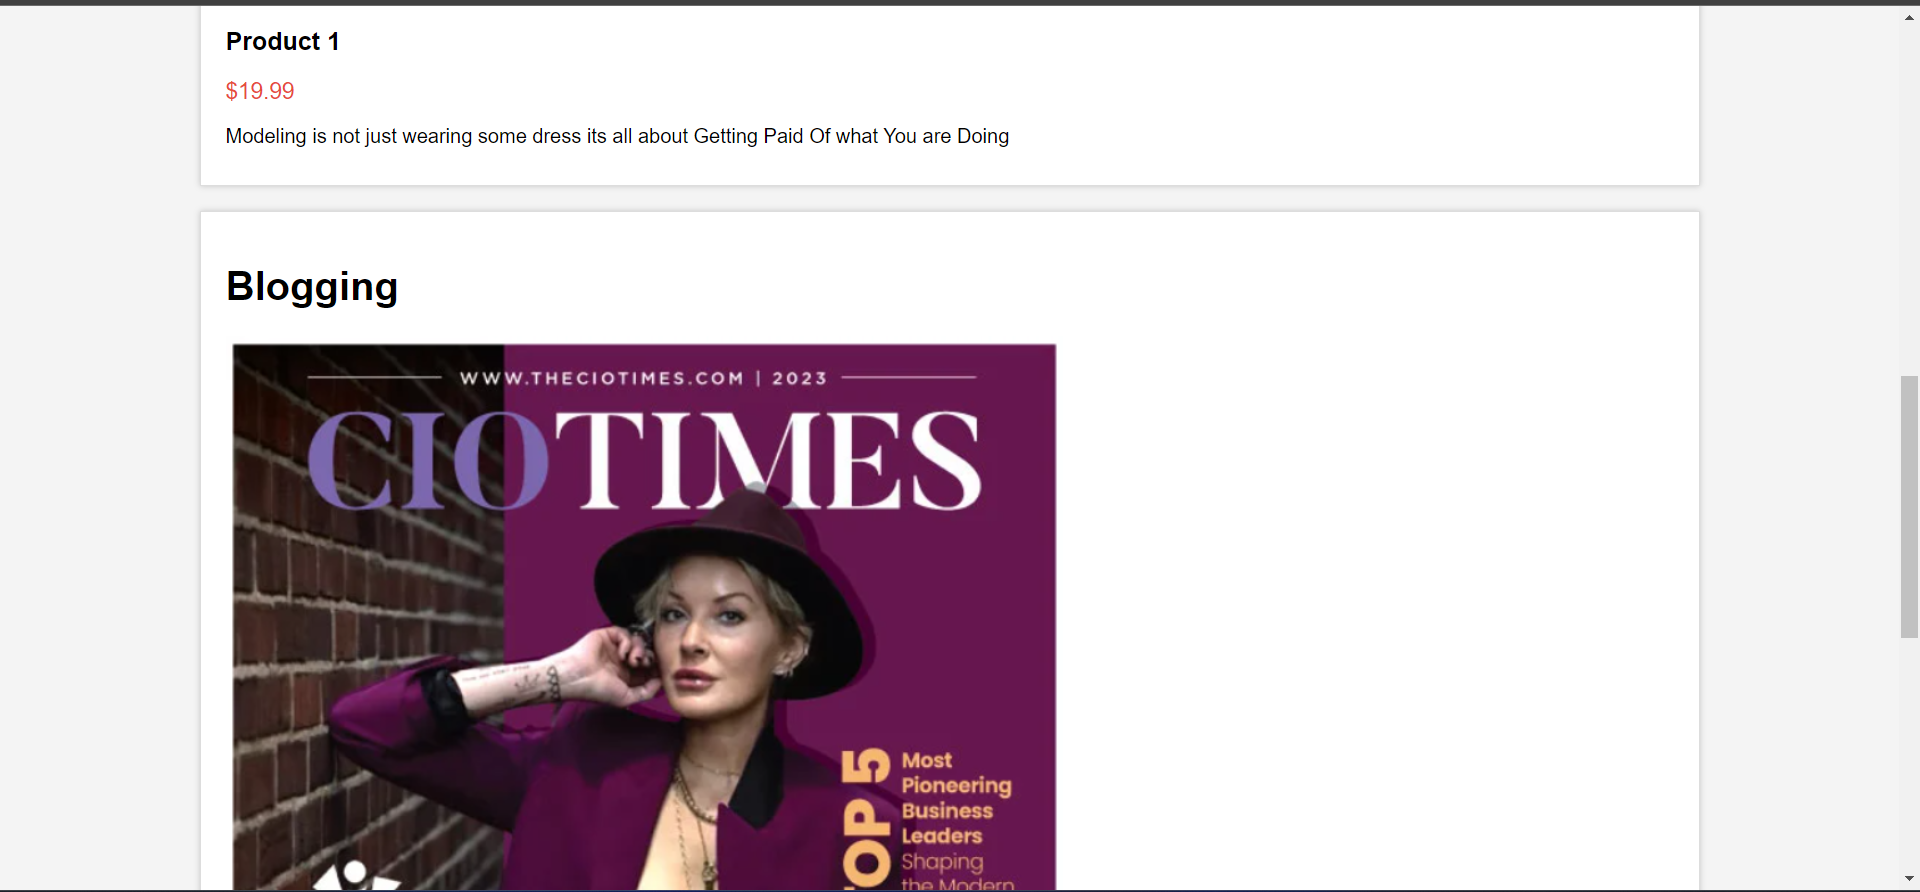 Product 1
$19.99
Modeling is not just wearing some dress its all about Getting Paid Of what You are Doing
Blogging
WWW.THECIOTIMES.COM | 2023
CIOTIMES
TOP 5
Most
Pioneering
Business
Leaders
Shaping
the Modern